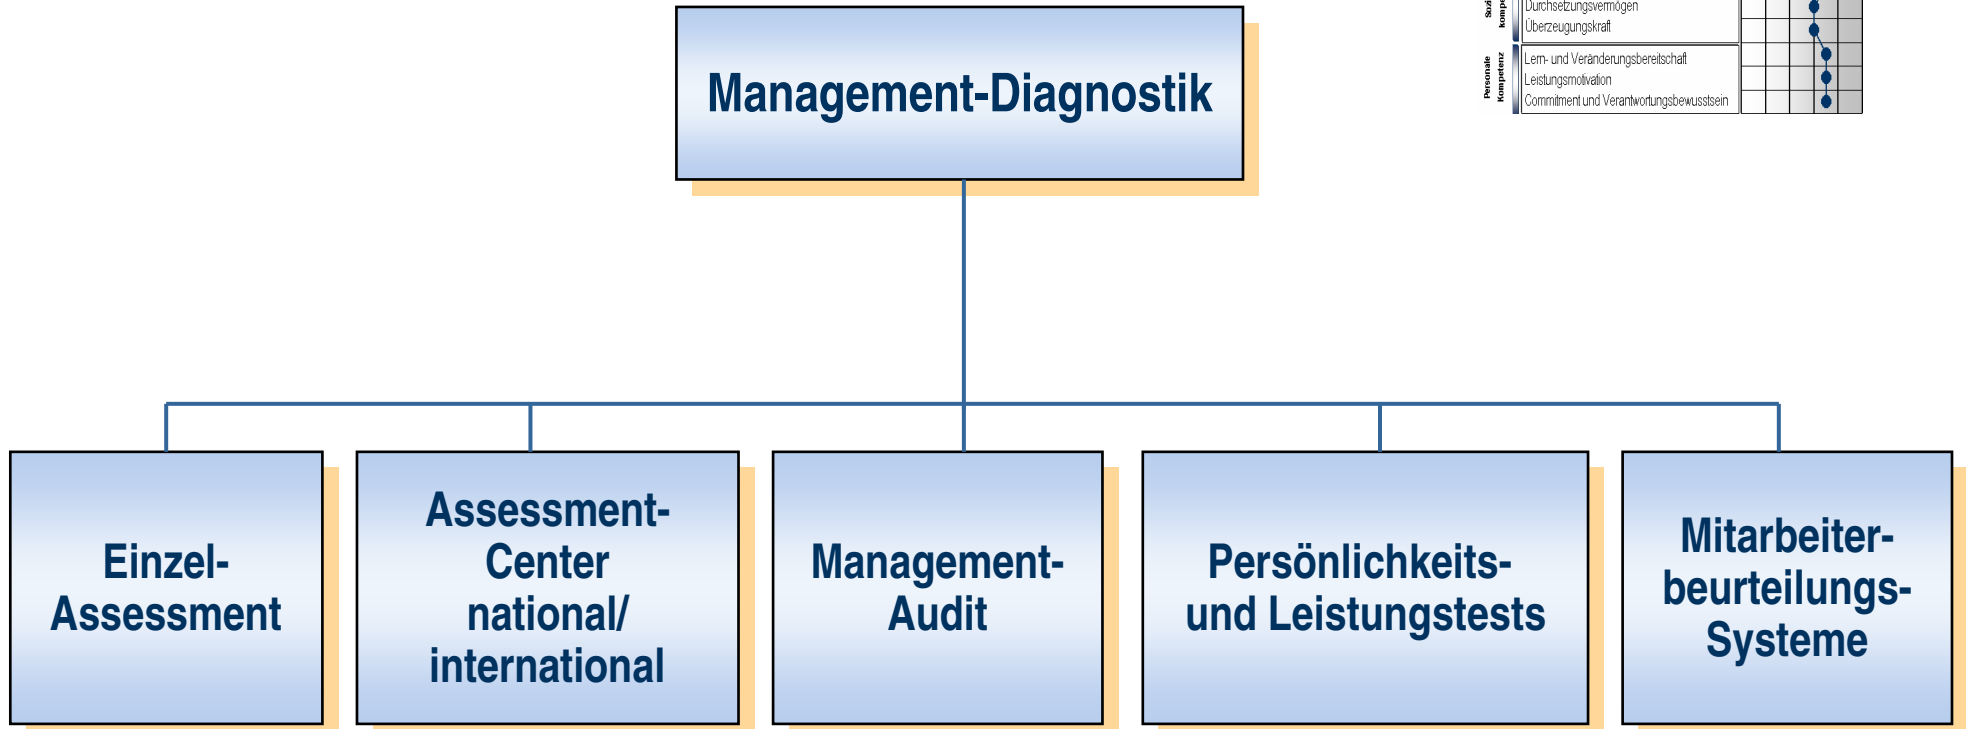 Durchsetzungsvermögen
Überzeugungskraft
Personale
Kompetenz
Lern- und Veränderungsbereitschaft
Leistungsmotivation
Commitment und Verantwortungsbewusstsein
Management-Diagnostik
Einzel-
Assessment
Assessment-
Center
national/
international
Management-
Audit
Persönlichkeits-
und Leistungstests
Mitarbeiter-
beurteilungs-
Systeme